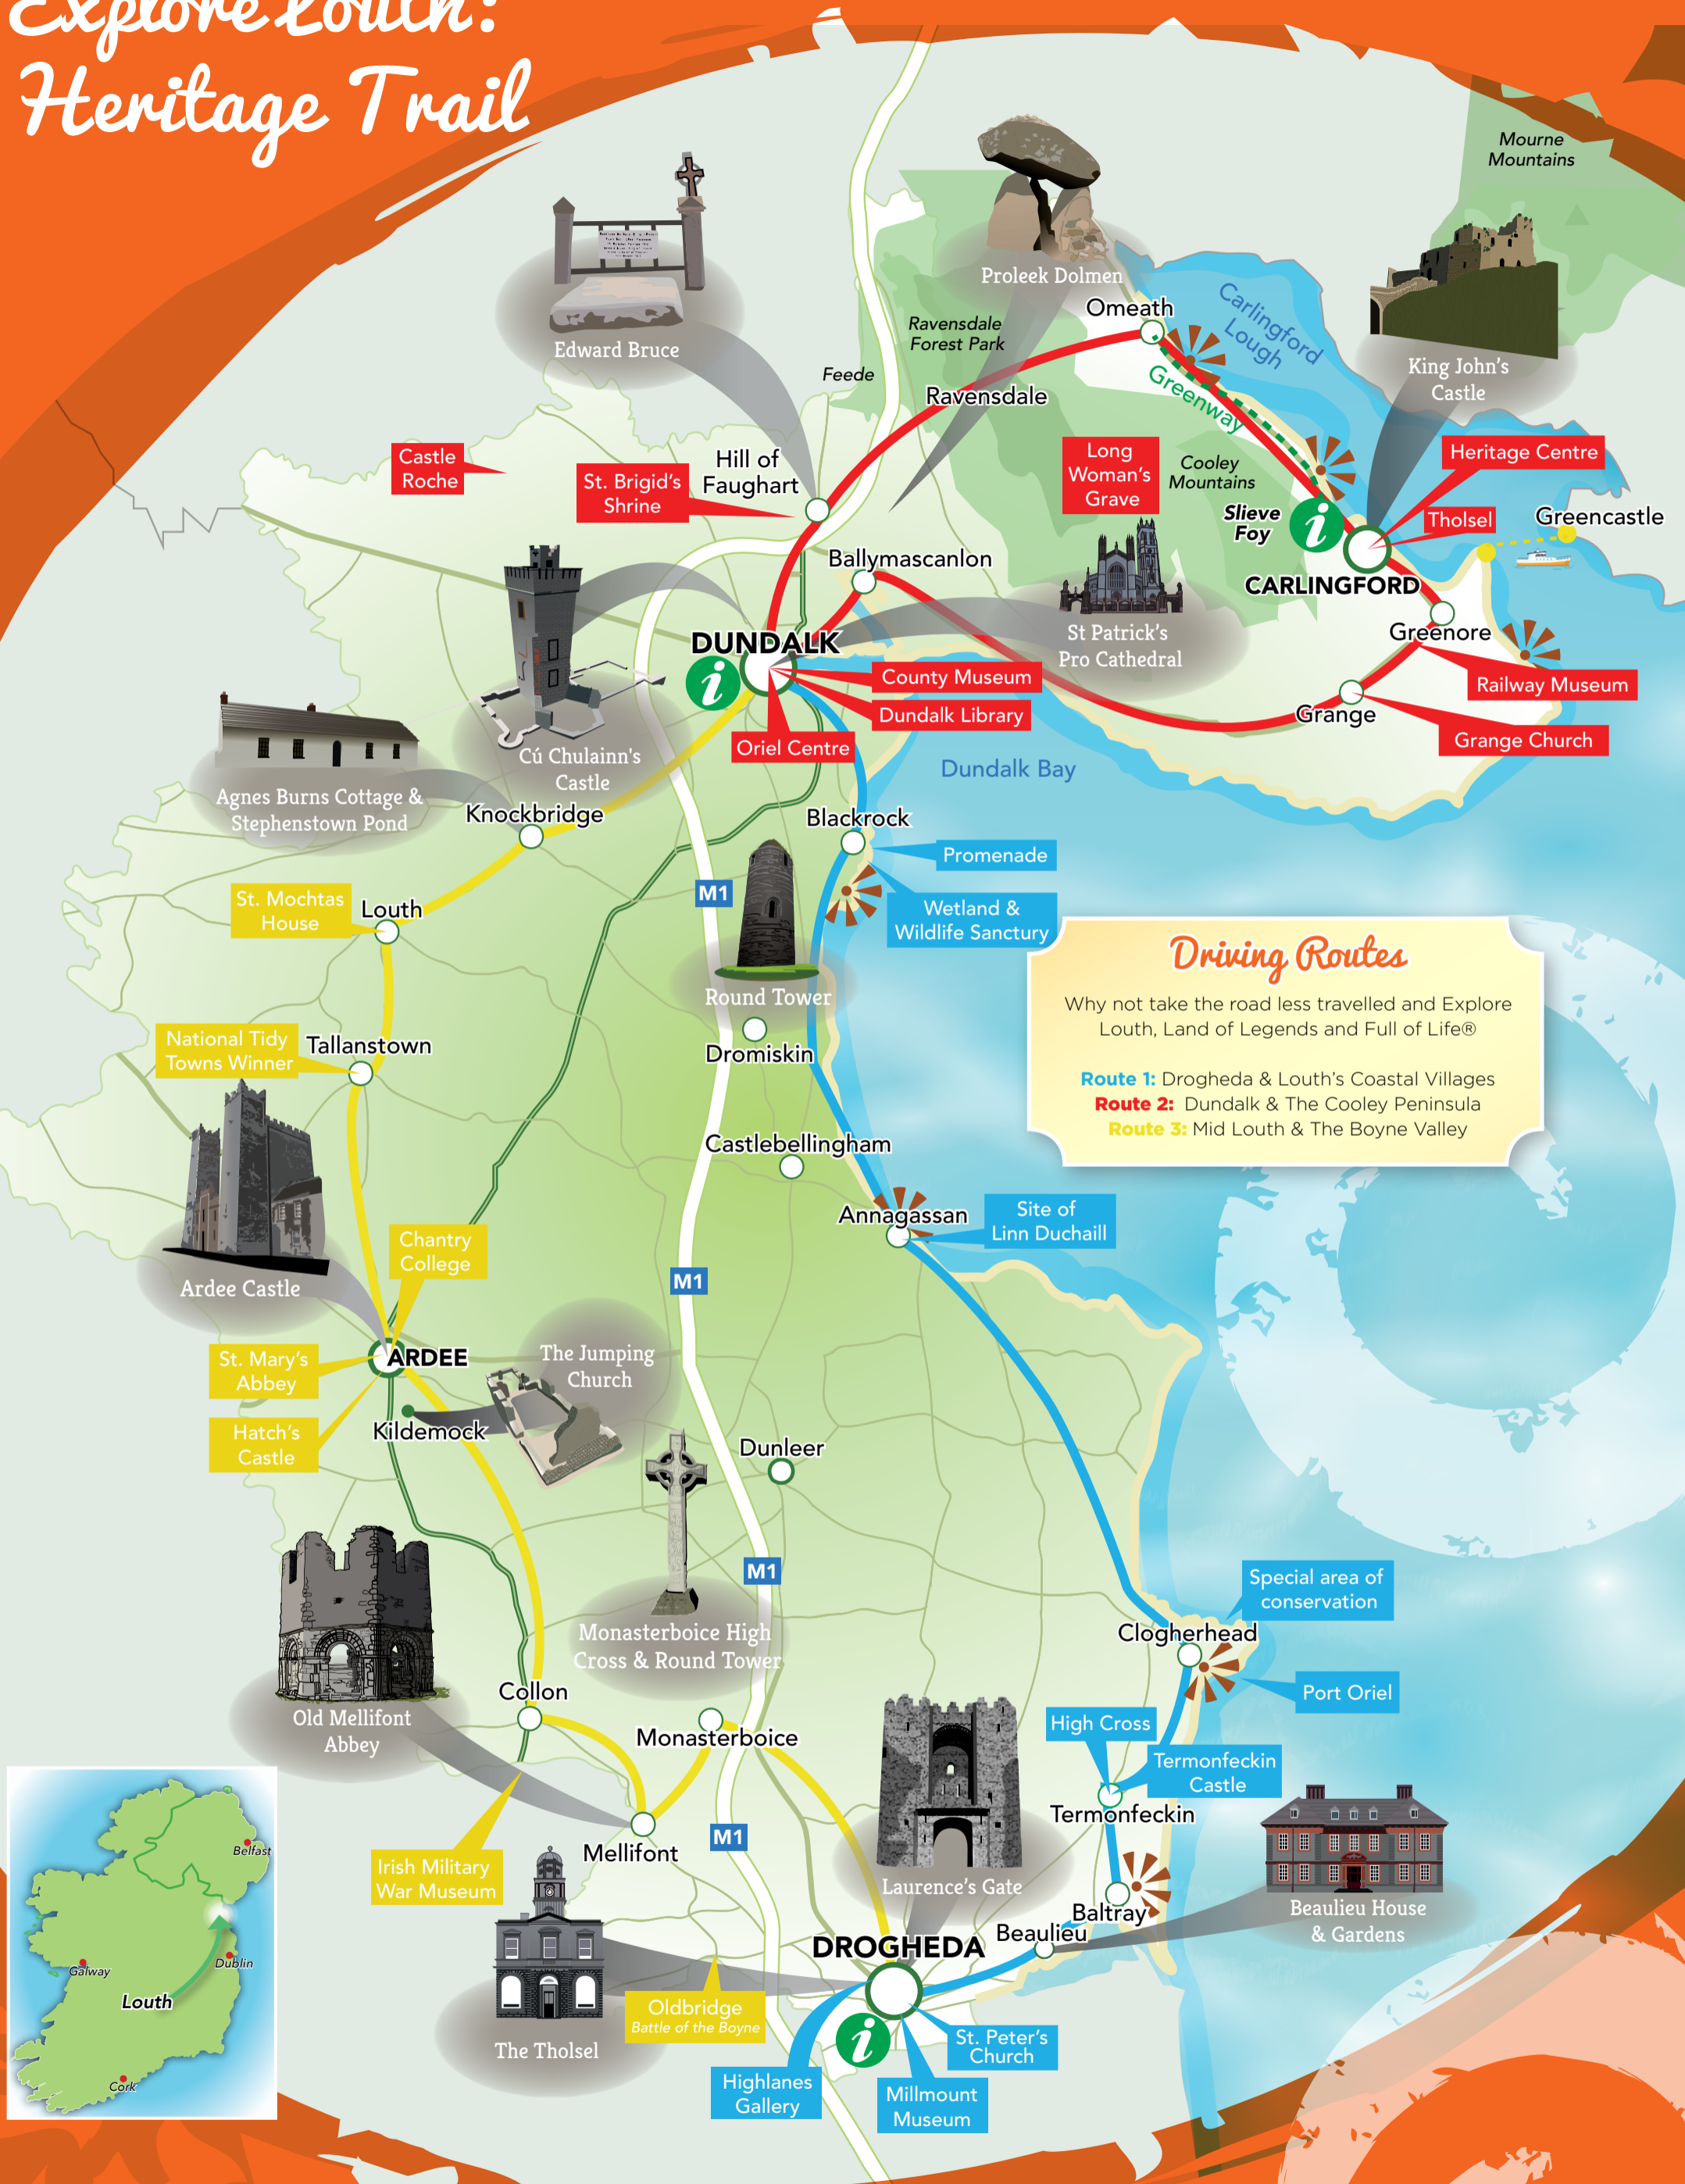 Explore Louth:
Heritage Trail
Mourne
Mountains
Edward Bruce
Proleek Dolmen
Omeath
Carlingford
Lough
Ravensdale
Forest Park
King John's
Castle
Feede
Ravensdale
Greenway
Castle
Roche
Hill of
Faughart
St. Brigid's
Shrine
Long
Woman's
Grave
Cooley
Mountains
Heritage Centre
Slieve
Foy
i
Tholsel
Greencastle
Ballymascanlon
CARLINGFORD
St Patrick's
Pro Cathedral
Greenore
DUNDALK
i
County Museum
Railway Museum
Dundalk Library
Grange
Oriel Centre
Grange Church
Cú Chulainn's
Castle
Dundalk Bay
Agnes Burns Cottage &
Stephenstown Pond
Knockbridge
Blackrock
Promenade
M1
St. Mochtas
House
Louth
Wetland &
Wildlife Sanctury
Round Tower
Driving Routes
Why not take the road less travelled and Explore
Louth, Land of Legends and Full of Life®
Route 1: Drogheda & Louth's Coastal Villages
Route 2: Dundalk & The Cooley Peninsula
Route 3: Mid Louth & The Boyne Valley
National Tidy
Towns Winner
Tallanstown
Dromiskin
Castlebellingham
Annagassan
Site of
Linn Duchaill
Chantry
College
Ardee Castle
M1
St. Mary's
Abbey
ARDEE
The Jumping
Church
Hatch's
Castle
Kildemock
Dunleer
M1
Special area of
conservation
Monasterboice High
Cross & Round Tower
Clogherhead
Port Oriel
Collon
Old Mellifont
Abbey
Monasterboice
High Cross
Termonfeckin
Castle
Termonfeckin
M1
Mellifont
Irish Military
War Museum
Laurence's Gate
Baltray
Beaulieu
Beaulieu House
& Gardens
DROGHEDA
i
Oldbridge
Battle of the Boyne
The Tholsel
St. Peter's
Church
Highlanes
Gallery
Millmount
Museum
Belfast
Galway
Dublin
Louth
Cork